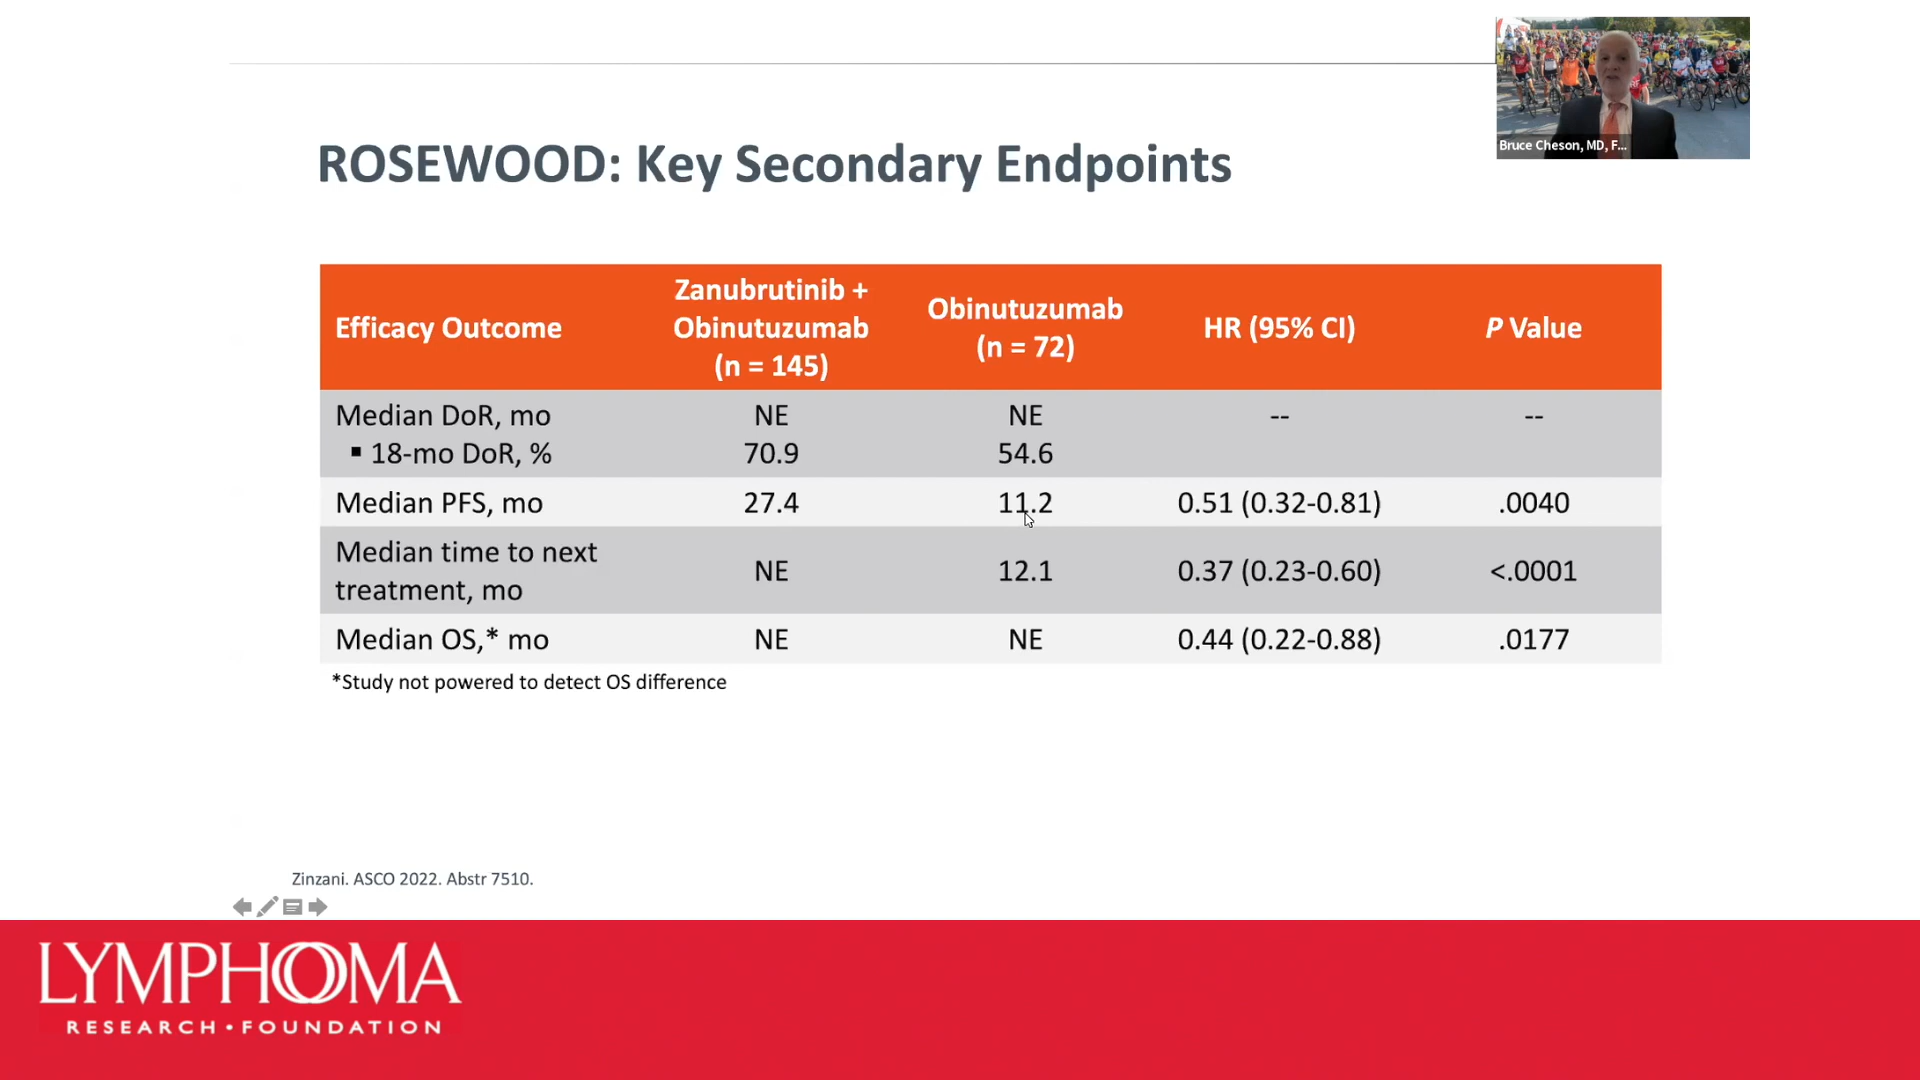 Bruce Cheson, MD, F...
ROSEWOOD: Key Secondary Endpoints
Efficacy Outcome
Zanubrutinib +
Obinutuzumab
(n = 145)
Obinutuzumab
(n = 72)
HR (95% CI)
P Value
Median DoR, mo NE NE -- --
▪ 18-mo DoR, % 70.9 54.6
Median PFS, mo 27.4 11.2 0.51 (0.32-0.81) .0040
Median time to next
treatment, mo NE 12.1 0.37 (0.23-0.60) <.0001
Median OS,* mo NE NE 0.44 (0.22-0.88) .0177
*Study not powered to detect OS difference
Zinzani. ASCO 2022. Abstr 7510.
LYMPHOMA
RESEARCH • FOUNDATION